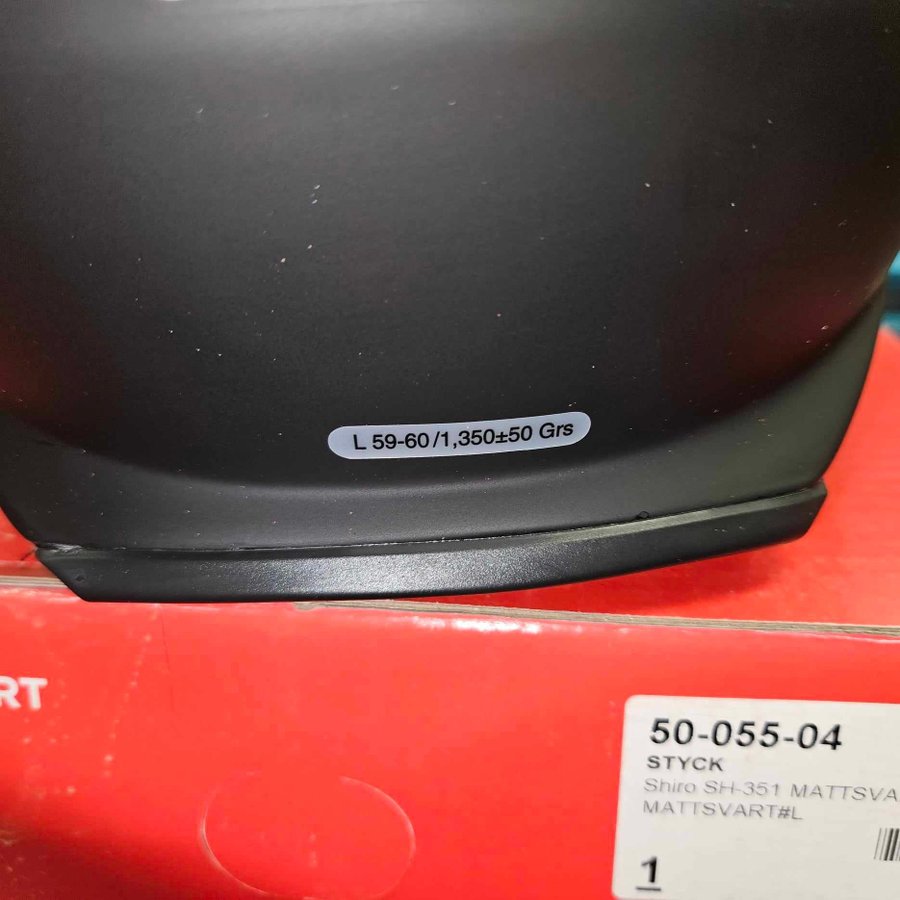 L 59-60/1,350±50 Grs
RT
50-055-04
STYCK
Shiro SH-351 MATTSVA
MATTSVART#L
1